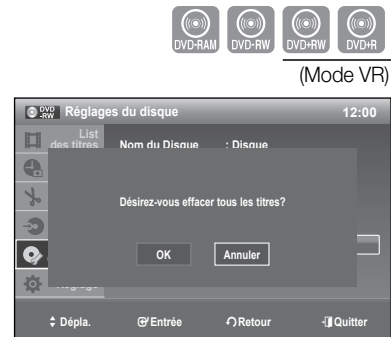 DVD-RAM DVD-RW DVD+RW DVD+R
(Mode VR)
DVD -RW Réglages du disque 12:00
List
des titres
Nom du Disque : Disque
Désirez-vous effacer tous les titres?
OK Annuler
Réglage
Dépla. Entrée Retour Quitter